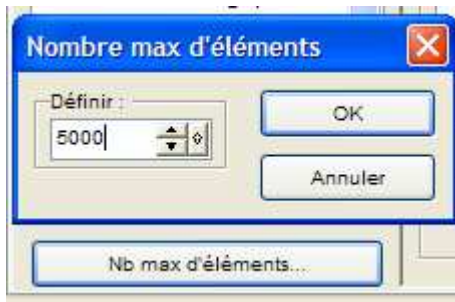 Nombre max d'éléments
Définir :
5000
OK
Annuler
Nb max d'éléments...